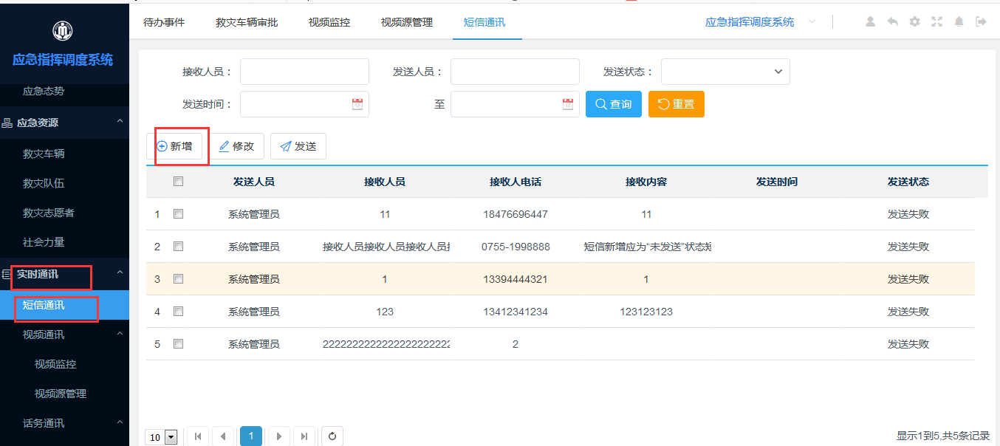 待办事件 救灾车辆审批 视频监控 视频源管理 短信通讯 应急指挥调度系统
应急指挥调度系统
应急态势
应急资源
救灾车辆
救灾队伍
救灾志愿者
社会力量
实时通讯
短信通讯
视频通讯
视频监控
视频源管理
话务通讯
接收人员： 发送人员： 发送状态：
发送时间： 至 查询 重置
新增 修改 发送
发送人员 接收人员 接收人电话 接收内容 发送时间 发送状态
1 系统管理员 11 18476696447 11 发送失败
2 系统管理员 接收人员接收人员接收人员 0755-1998888 短信新增应为“未发送”状态 发送失败
3 系统管理员 1 13394444321 1 发送失败
4 系统管理员 123 13412341234 123123123 发送失败
5 系统管理员 2222222222222222222222 2 发送失败
10 1 显示1到5,共5条记录